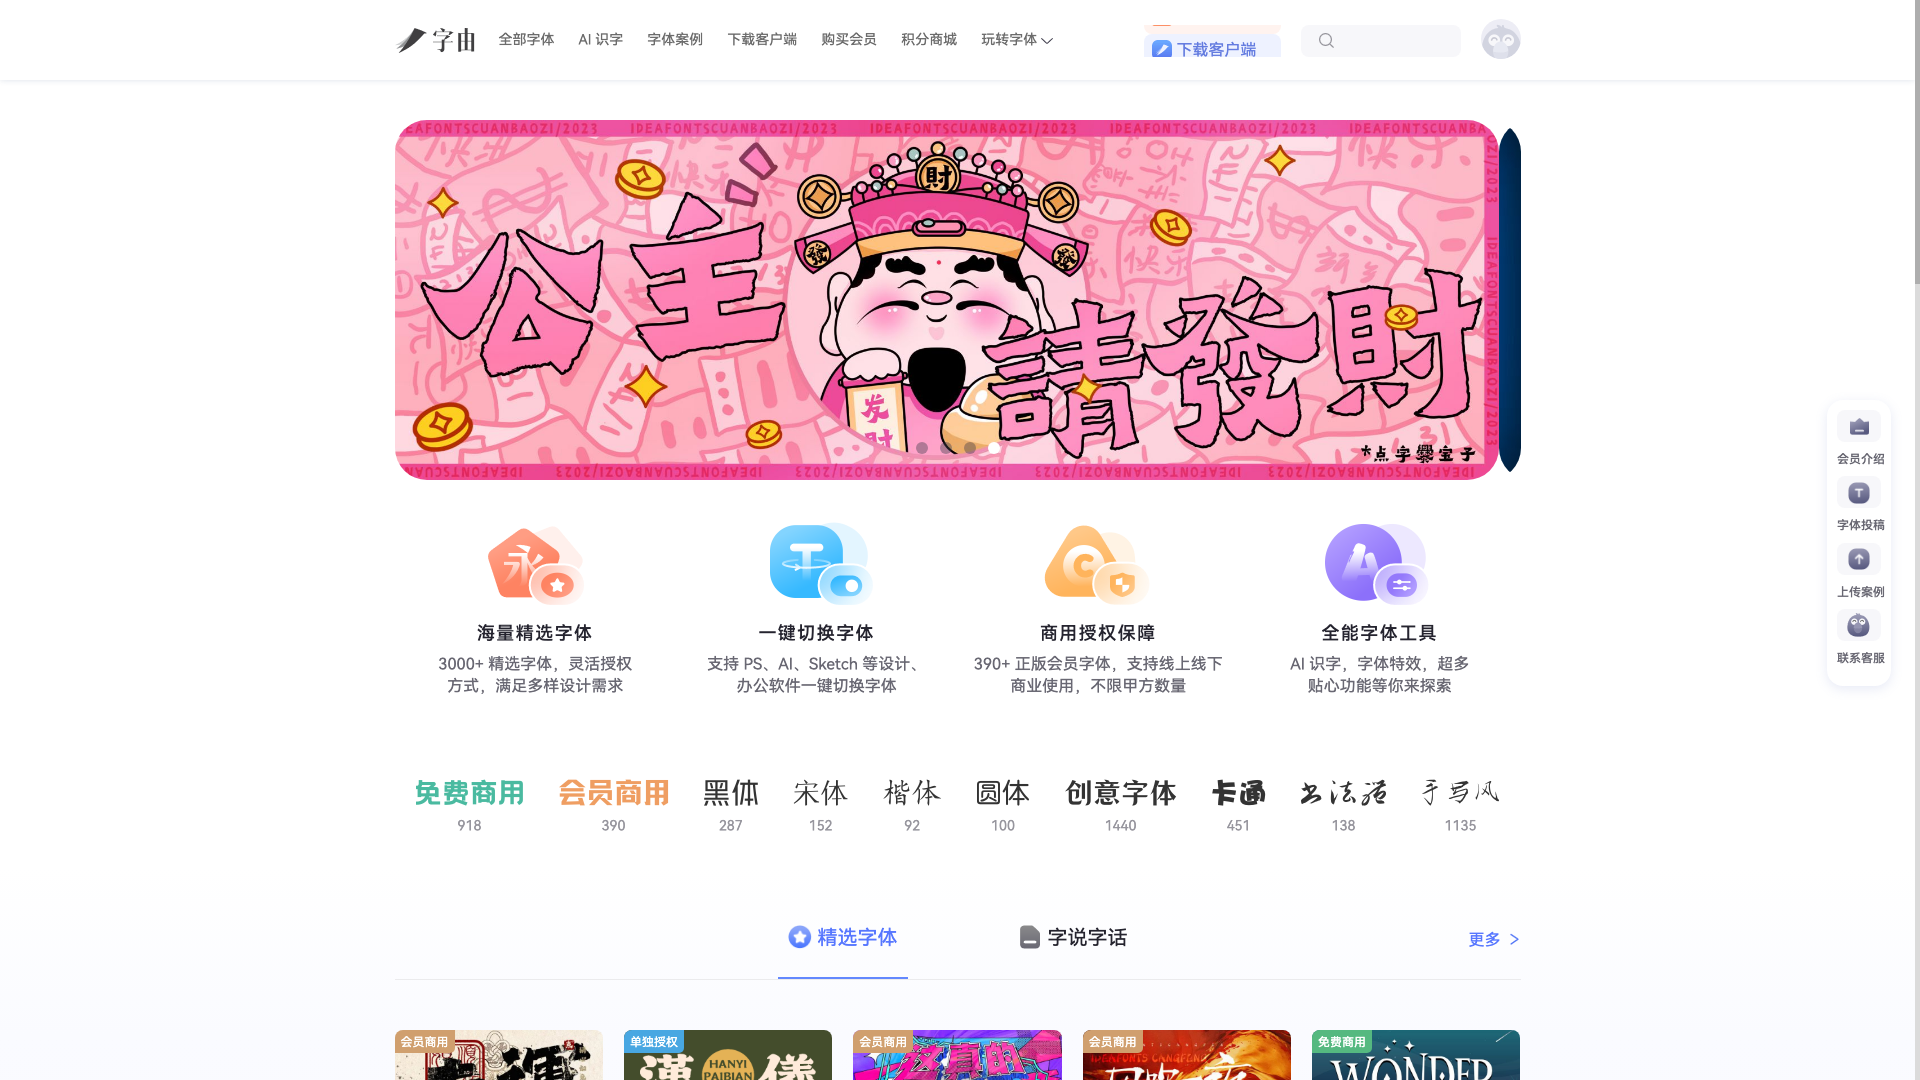 字由 全部字体 AI 识字 字体案例 下载客户端 购买会员 积分商城 玩转字体
下载客户端
IDEAFONTSCUANBAOZI/2023 IDEAFONTSCUANBAOZI/2023 IDEAFONTSCUANBAOZI/2023 IDEAFONTSCUANBAOZI/2023
財
發 發
公主
請發財
发财
点字爨宝子
会员介绍
字体投稿
上传案例
联系客服
海量精选字体
3000+ 精选字体，灵活授权
方式，满足多样设计需求
一键切换字体
支持 PS、AI、Sketch 等设计、
办公软件一键切换字体
商用授权保障
390+ 正版会员字体，支持线上线下
商业使用，不限甲方数量
全能字体工具
AI 识字，字体特效，超多
贴心功能等你来探索
免费商用 会员商用 黑体 宋体 楷体 圆体 创意字体 卡通 书法 手写风
918 390 287 152 92 100 1440 451 138 1135
精选字体 字说字话 更多 >
会员商用 单独授权 会员商用 会员商用 免费商用
漢儀
HANYI
PAIBIAN
这真的
IDEAFONTS CANGFENG
WONDER